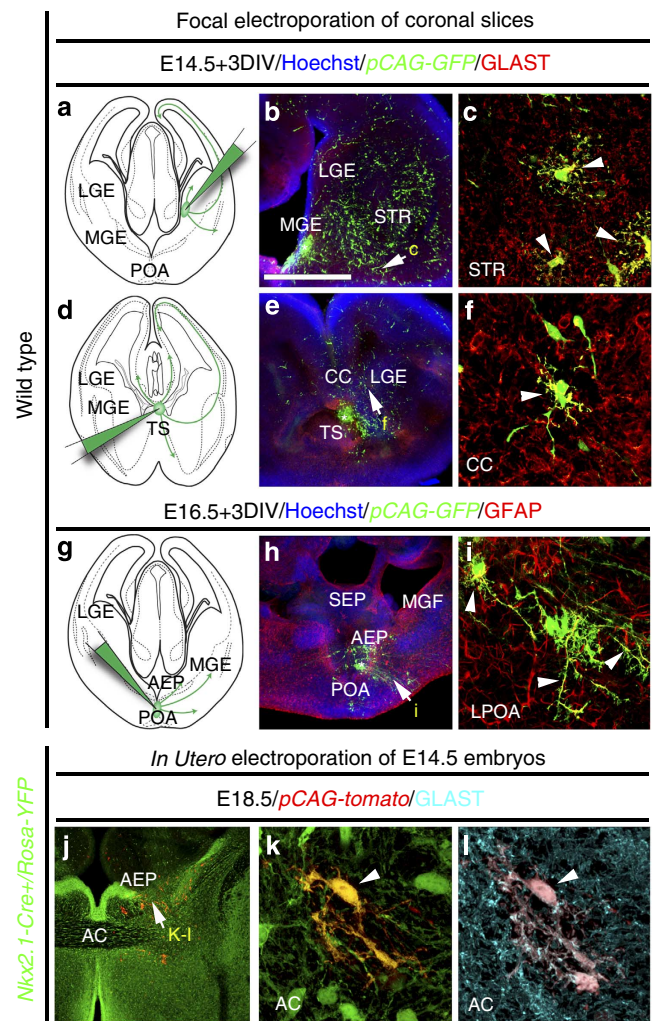 Focal electroporation of coronal slices
E14.5+3DIV/Hoechst/pCAG-GFP/GLAST
Wild type
a
LGE
MGE
POA
b
LGE
MGE
STR
c
c
STR
d
LGE
MGE
TS
e
CC
LGE
TS
f
f
CC
E16.5+3DIV/Hoechst/pCAG-GFP/GFAP
g
LGE
MGE
AEP
POA
h
SEP
MGF
AEP
POA
i
i
LPOA
In Utero electroporation of E14.5 embryos
E18.5/pCAG-tomato/GLAST
Nkx2.1-Cre+/Rosa-YFP
j
AEP
AC
K-l
k
AC
l
AC